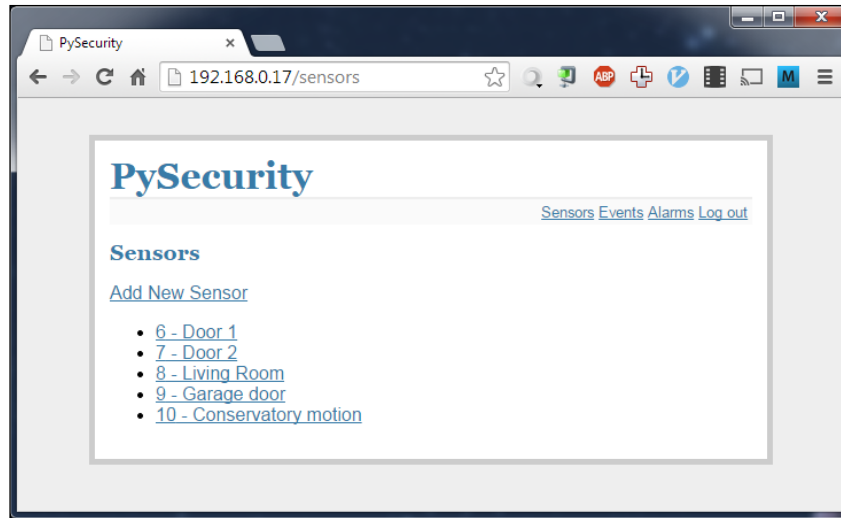 PySecurity
192.168.0.17/sensors
ABP
M
PySecurity
Sensors Events Alarms Log out
Sensors
Add New Sensor
6 - Door 1
7 - Door 2
8 - Living Room
9 - Garage door
10 - Conservatory motion